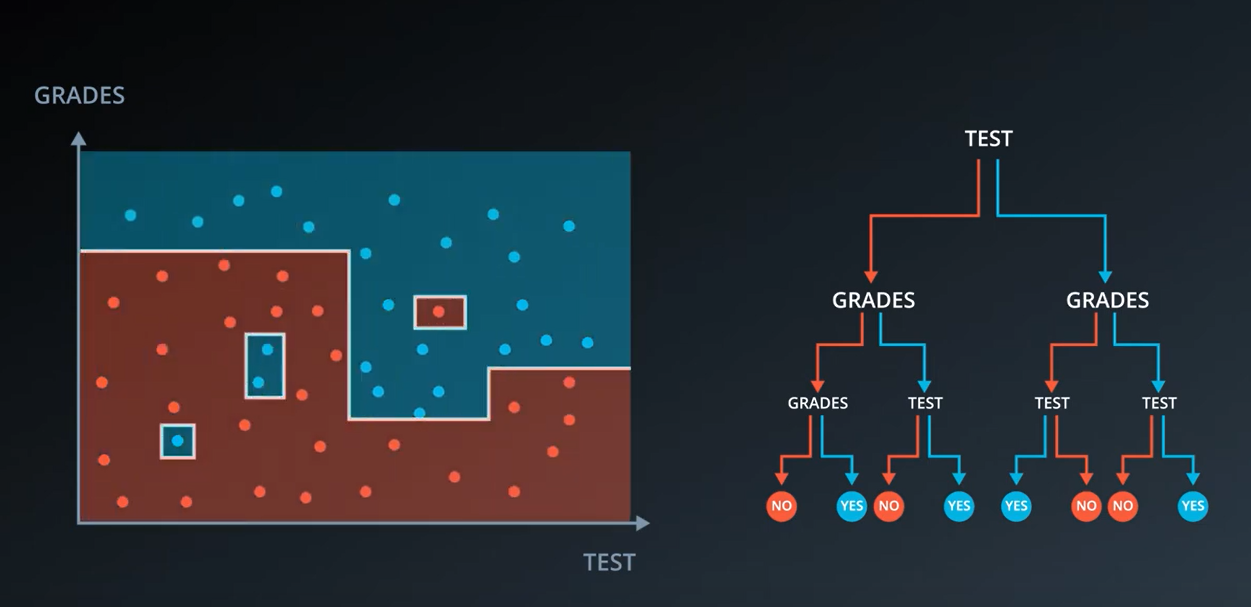 GRADES
TEST
TEST
GRADES GRADES
GRADES TEST TEST TEST
NO YES NO YES YES NO NO YES